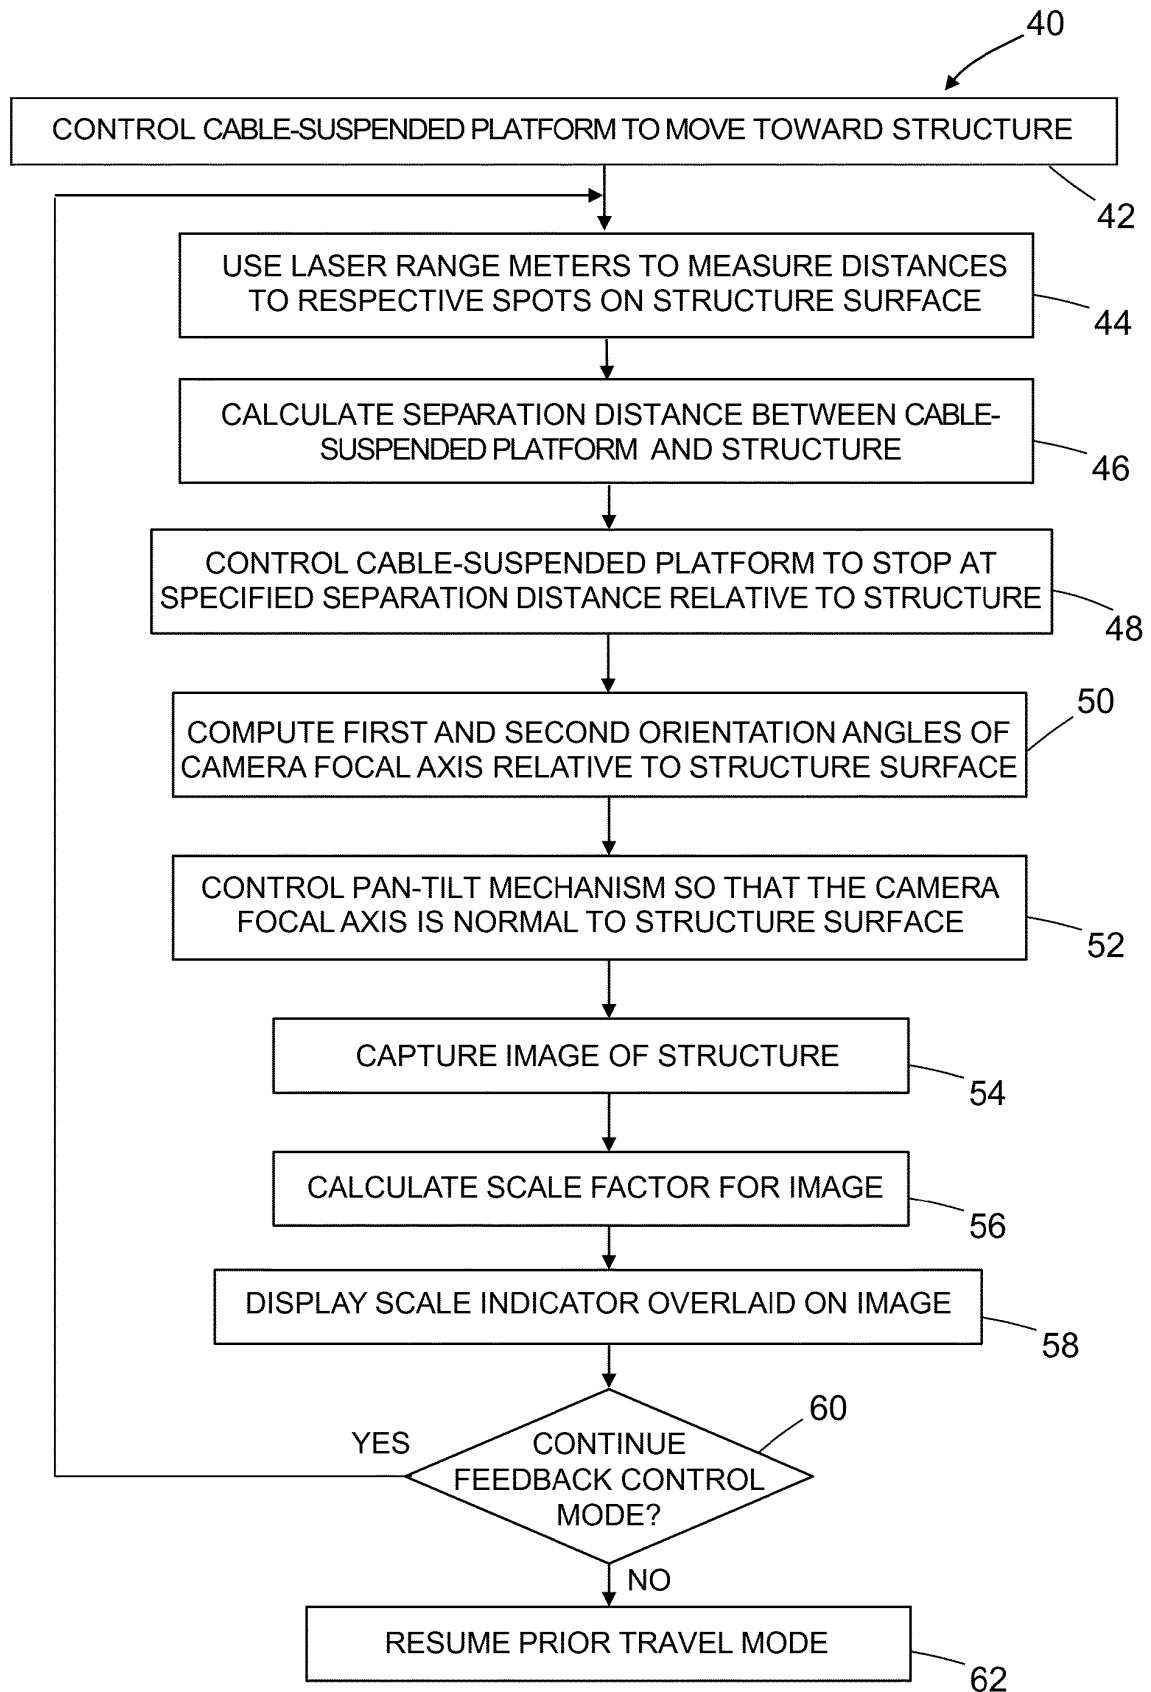 40
CONTROL CABLE-SUSPENDED PLATFORM TO MOVE TOWARD STRUCTURE
42
USE LASER RANGE METERS TO MEASURE DISTANCES
TO RESPECTIVE SPOTS ON STRUCTURE SURFACE
44
CALCULATE SEPARATION DISTANCE BETWEEN CABLE-
SUSPENDED PLATFORM AND STRUCTURE
46
CONTROL CABLE-SUSPENDED PLATFORM TO STOP AT
SPECIFIED SEPARATION DISTANCE RELATIVE TO STRUCTURE
48
50
COMPUTE FIRST AND SECOND ORIENTATION ANGLES OF
CAMERA FOCAL AXIS RELATIVE TO STRUCTURE SURFACE
CONTROL PAN-TILT MECHANISM SO THAT THE CAMERA
FOCAL AXIS IS NORMAL TO STRUCTURE SURFACE
52
CAPTURE IMAGE OF STRUCTURE
54
CALCULATE SCALE FACTOR FOR IMAGE
56
DISPLAY SCALE INDICATOR OVERLAID ON IMAGE
58
60
YES
CONTINUE
FEEDBACK CONTROL
MODE?
NO
RESUME PRIOR TRAVEL MODE
62